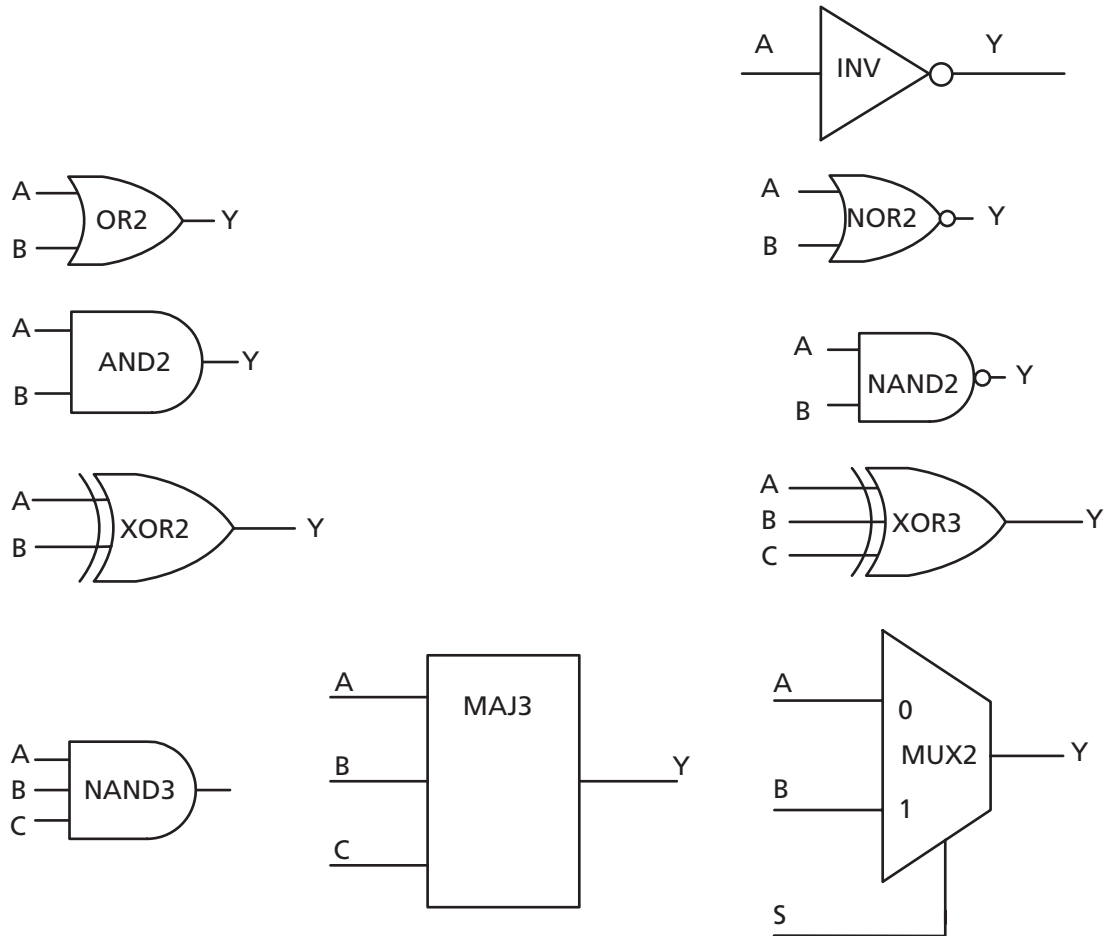 A INV Y
A OR2 Y
B
A NOR2 Y
B
A AND2 Y
B
A NAND2 Y
B
A XOR2 Y
B
A XOR3 Y
B
C
A NAND3
B
C
A MAJ3
B Y
C
A 0
MUX2 Y
B 1
S